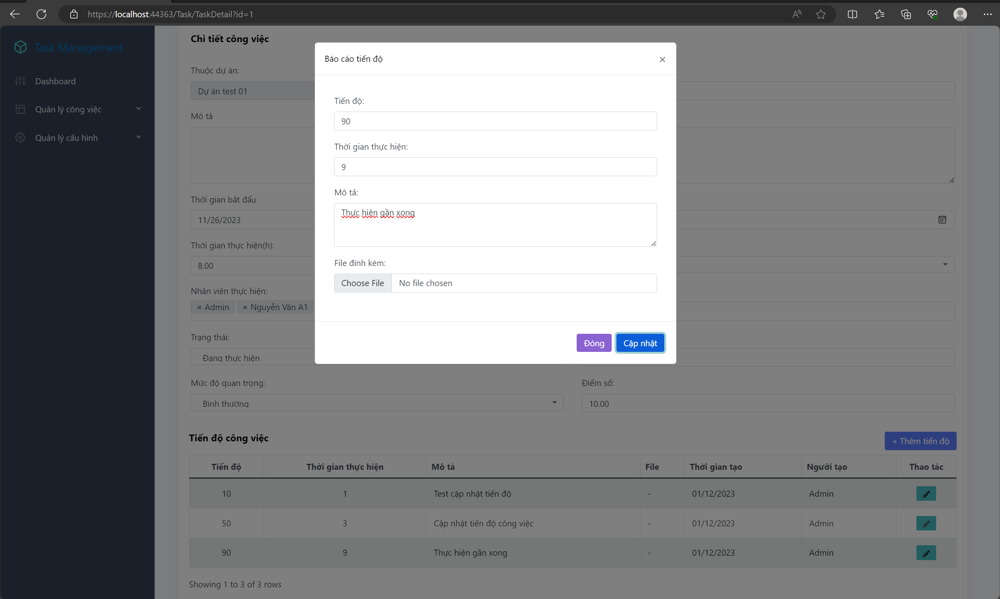 https://localhost:44363/Task/TaskDetail?id=1
Task Management
Dashboard
Quản lý công việc
Quản lý cấu hình
Chi tiết công việc
Thuộc dự án:
Dự án test 01
Mô tả
Thời gian bắt đẩu
11/26/2023
Thời gian thực hiện(h):
8.00
Nhân viên thực hiện:
× Admin × Nguyễn Văn A1
Trạng thái:
Đang thực hiện
Mức độ quan trọng:
Bình thường
Điểm số:
10.00
Báo cáo tiến độ
×
Tiến độ:
90
Thời gian thực hiện:
9
Mô tả:
Thực hiện gần xong
File đính kèm:
Choose File No file chosen
Đóng Cập nhật
Tiến độ công việc
+ Thêm tiến độ
Tiến độ Thời gian thực hiện Mô tả File Thời gian tạo Người tạo Thao tác
10 1 Test cập nhật tiến độ - 01/12/2023 Admin
50 3 Cập nhật tiến độ công việc - 01/12/2023 Admin
90 9 Thực hiện gần xong - 01/12/2023 Admin
Showing 1 to 3 of 3 rows